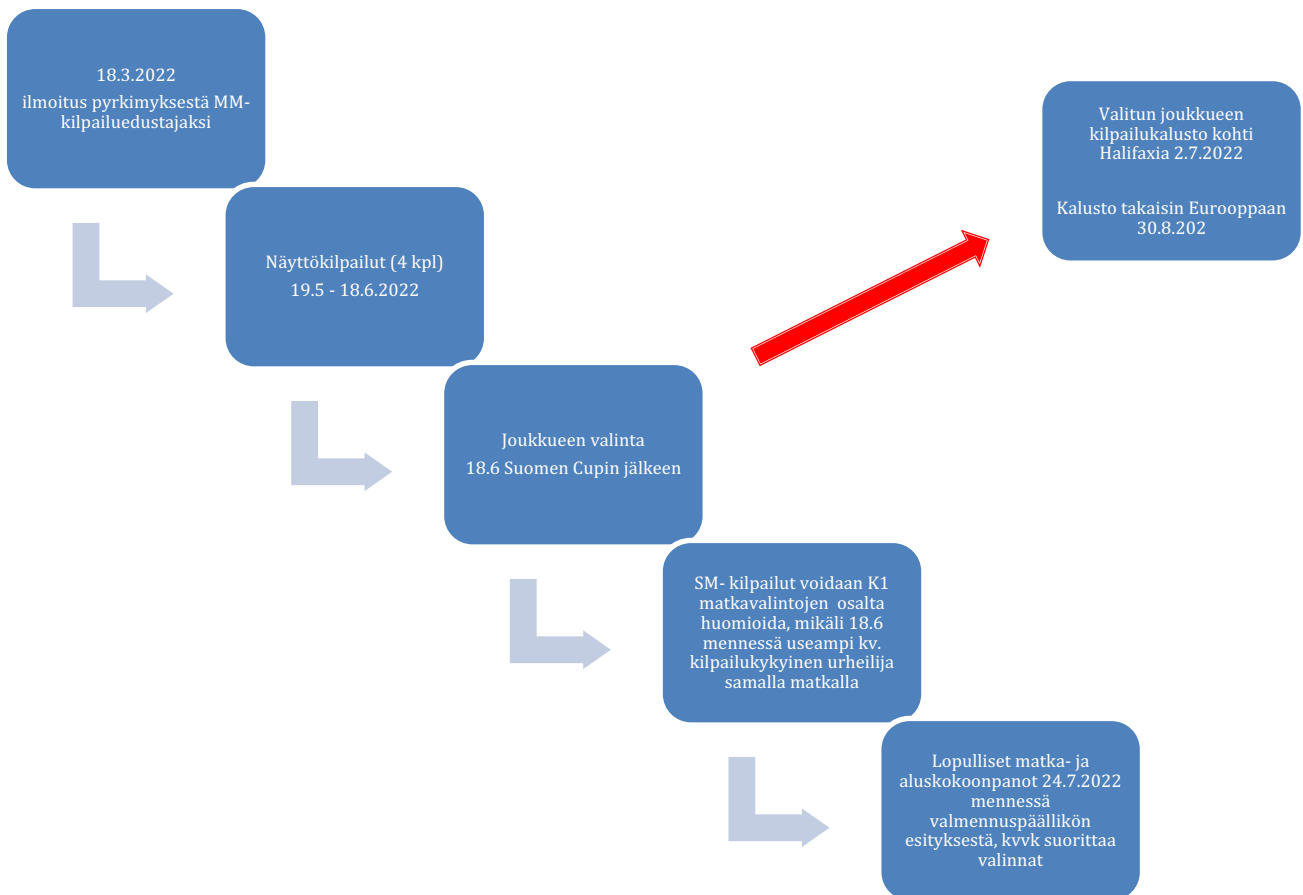 18.3.2022
ilmoitus pyrkimyksestä MM-
kilpailuedustajaksi
Näyttökilpailut (4 kpl)
19.5 - 18.6.2022
Joukkueen valinta
18.6 Suomen Cupin jälkeen
SM- kilpailut voidaan K1
matkavalintojen osalta
huomioida, mikäli 18.6
mennessä useampi kv.
kilpailukykyinen urheilija
samalla matkalla
Lopulliset matka- ja
aluskokoonpanot 24.7.2022
mennessä
valmennuspäällikön
esityksestä, kvvk suorittaa
valinnat
Valitun joukkueen
kilpailukalusto kohti
Halifaxia 2.7.2022
Kalusto takaisin Eurooppaan
30.8.202